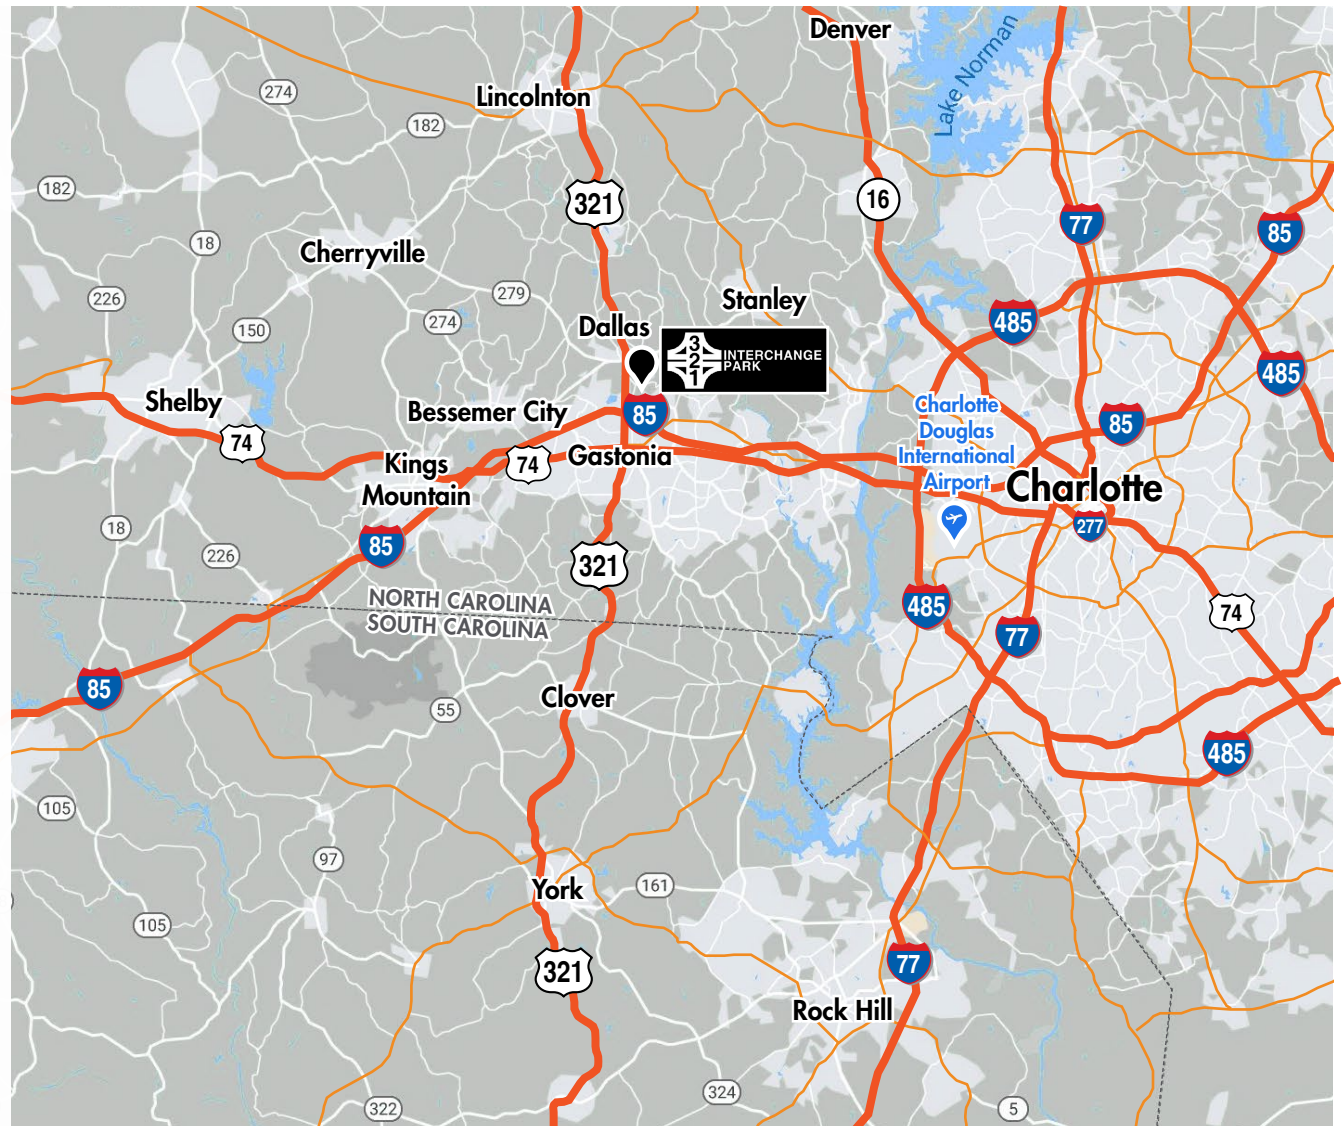 Denver
Lake Norman
274
Lincolnton
182
182
321
16
77
85
18
Cherryville
226
279
Stanley
150
274
Dallas
485
3
2
1
INTERCHANGE
PARK
485
Shelby
Bessemer City
85
Charlotte
Douglas
International
Airport
85
74
Kings
Mountain
74
Gastonia
Charlotte
18
226
85
277
321
NORTH CAROLINA
SOUTH CAROLINA
485
74
77
85
55
Clover
485
105
97
York
161
105
321
77
Rock Hill
324
322
5